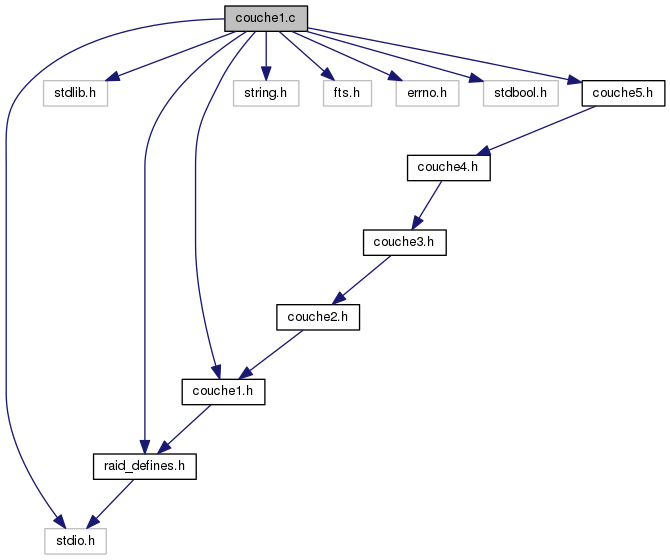 couche1.c
stdlib.h
string.h
fts.h
errno.h
stdbool.h
couche5.h
couche4.h
couche3.h
couche2.h
couche1.h
raid_defines.h
stdio.h